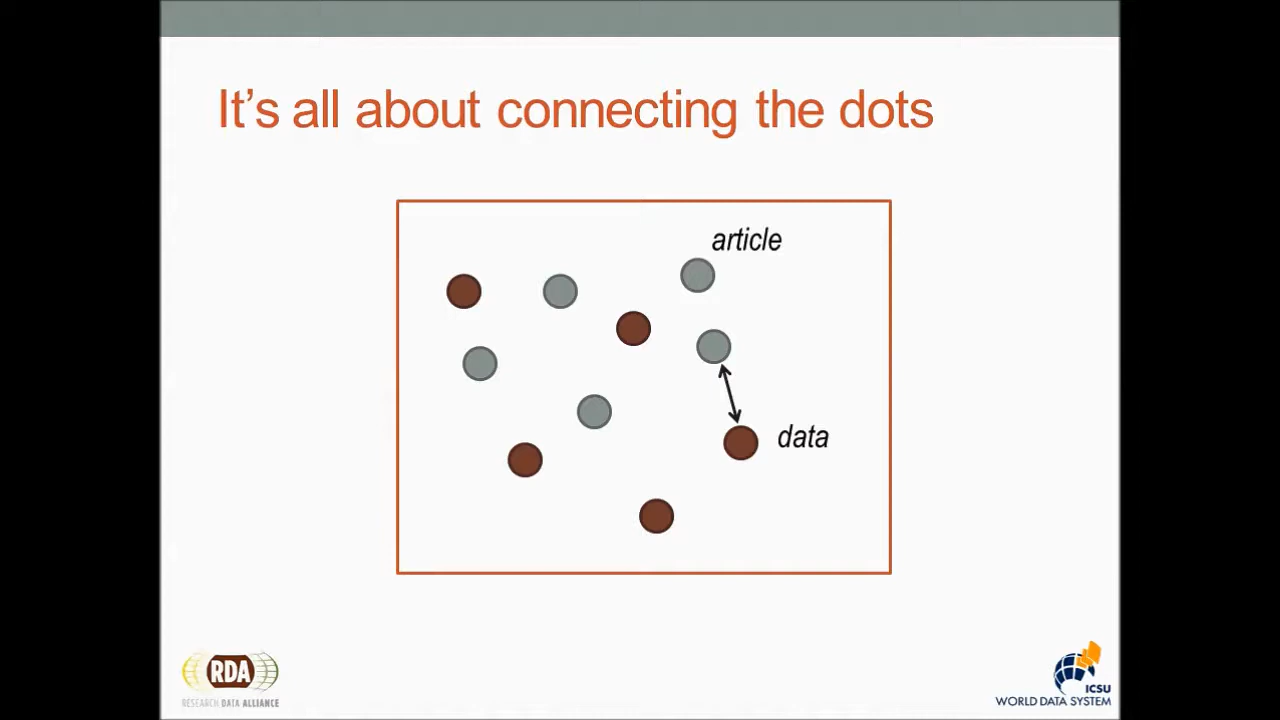 It's all about connecting the dots
article
data
RDA
RESEARCH DATA ALLIANCE
ICSU
WORLD DATA SYSTEM